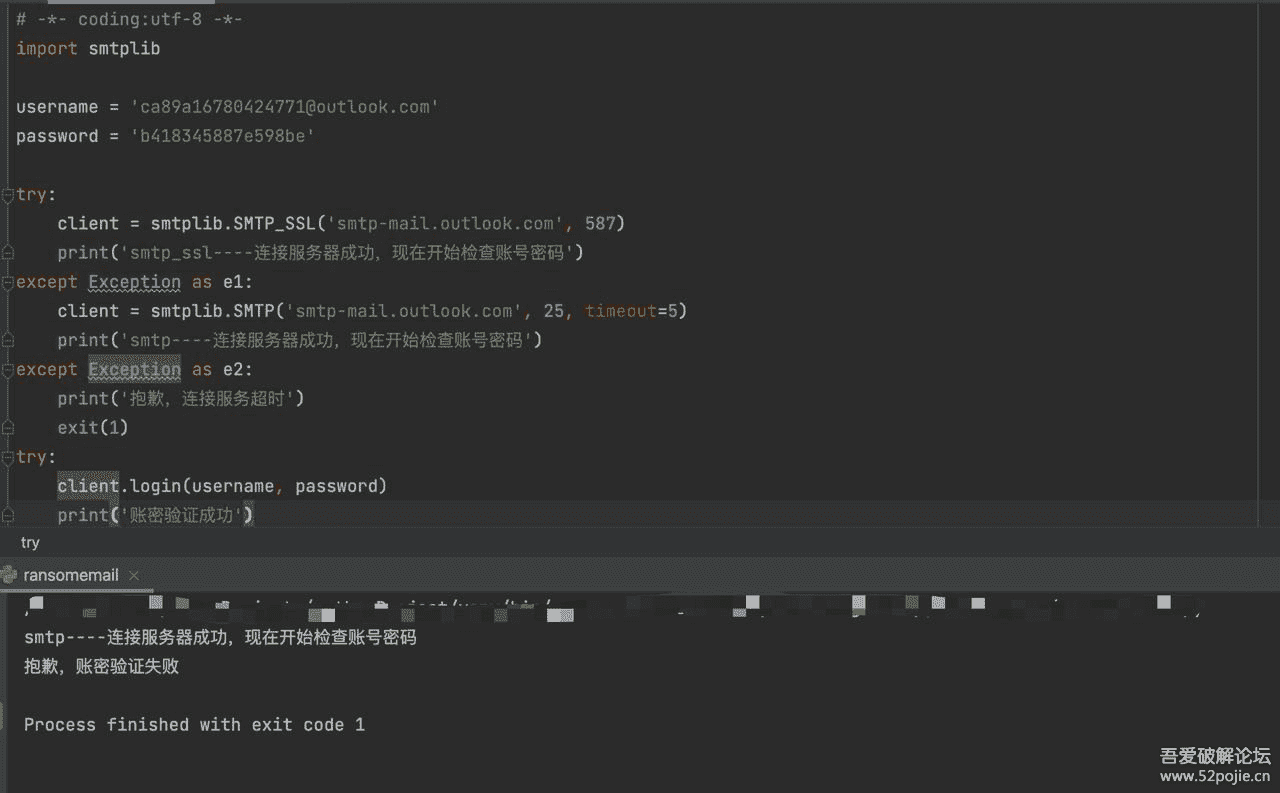 # -*- coding:utf-8 -*-
import smtplib
username = 'ca89a16780424771@outlook.com'
password = 'b418345887e598be'
try:
client = smtplib.SMTP_SSL('smtp-mail.outlook.com', 587)
print('smtp_ssl----连接服务器成功，现在开始检查账号密码')
except Exception as e1:
client = smtplib.SMTP('smtp-mail.outlook.com', 25, timeout=5)
print('smtp----连接服务器成功，现在开始检查账号密码')
except Exception as e2:
print('抱歉，连接服务超时')
exit(1)
try:
client.login(username, password)
print('账密验证成功')
try
ransomemail
smtp----连接服务器成功，现在开始检查账号密码
抱歉，账密验证失败
Process finished with exit code 1
吾爱破解论坛
www.52pojie.cn